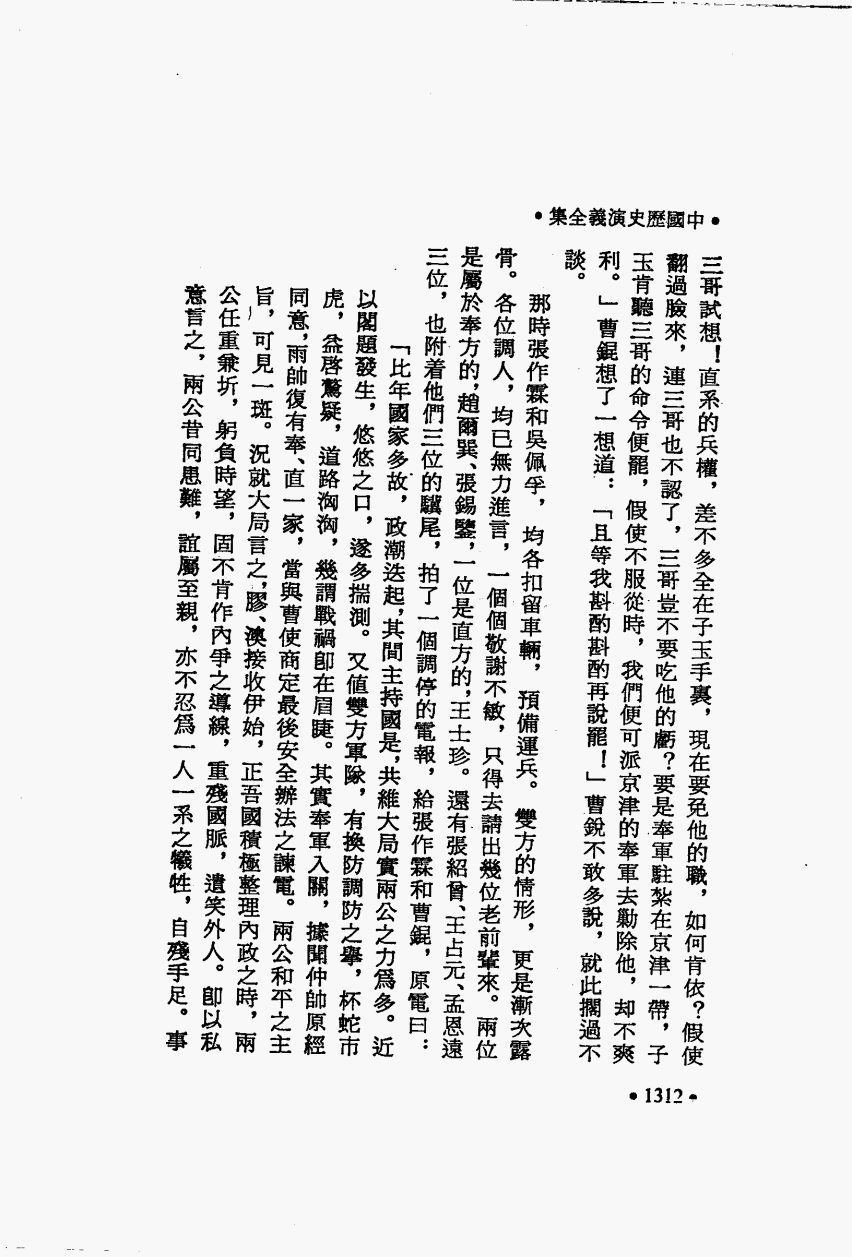 •中國歷史演義全集•
三哥試想！直系的兵權，差不多全在子玉手裏，現在要免他的職，如何肯依？假使
翻過臉來，連三哥也不認了，三哥豈不要吃他的虧？要是奉軍駐紮在京津一帶，子
玉肯聽三哥的命令便罷，假使不服從時，我們便可派京津的奉軍去勦除他，却不爽
利。」曹錕想了一想道：「且等我斟酌斟酌再說罷！」曹銳不敢多說，就此擱過不
談。
那時張作霖和吳佩孚，均各扣留車輛，預備運兵。雙方的情形，更是漸次露
骨。各位調人，均已無力進言，一個個敬謝不敏，只得去請出幾位老前輩來。兩位
是屬於奉方的，趙爾巽、張錫鑾，一位是直方的，王士珍。還有張紹曾、王占元、孟恩遠
三位，也附着他們三位的驥尾，拍了一個調停的電報，給張作霖和曹錕，原電曰：
「比年國家多故，政潮迭起，其間主持國是，共維大局實兩公之力爲多。近
以閣題發生，悠悠之口，遂多揣測。又值雙方軍隊，有換防調防之舉，杯蛇市
虎，益啓驚疑，道路洶洶，幾謂戰禍卽在眉睫。其實奉軍入關，據聞仲帥原經
同意，雨帥復有奉、直一家，當與曹使商定最後安全辦法之諫電。兩公和平之主
旨，可見一斑。況就大局言之，膠、澳接收伊始，正吾國積極整理內政之時，兩
公任重兼圻，躬負時望，固不肯作內爭之導線，重殘國脈，遺笑外人。卽以私
意言之，兩公昔同患難，誼屬至親，亦不忍爲一人一系之犧牲，自殘手足。事
•1312•